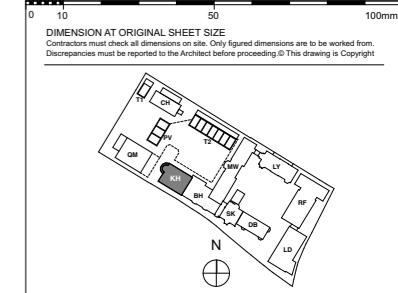 0 10 50 100mm
DIMENSION AT ORIGINAL SHEET SIZE
Contractors must check all dimensions on site. Only figured dimensions are to be worked from.
Discrepancies must be reported to the Architect before proceeding.© This drawing is Copyright
T1 CH
PV T2
QM MW LY
KH
BH RF
SK
DB
LD
N